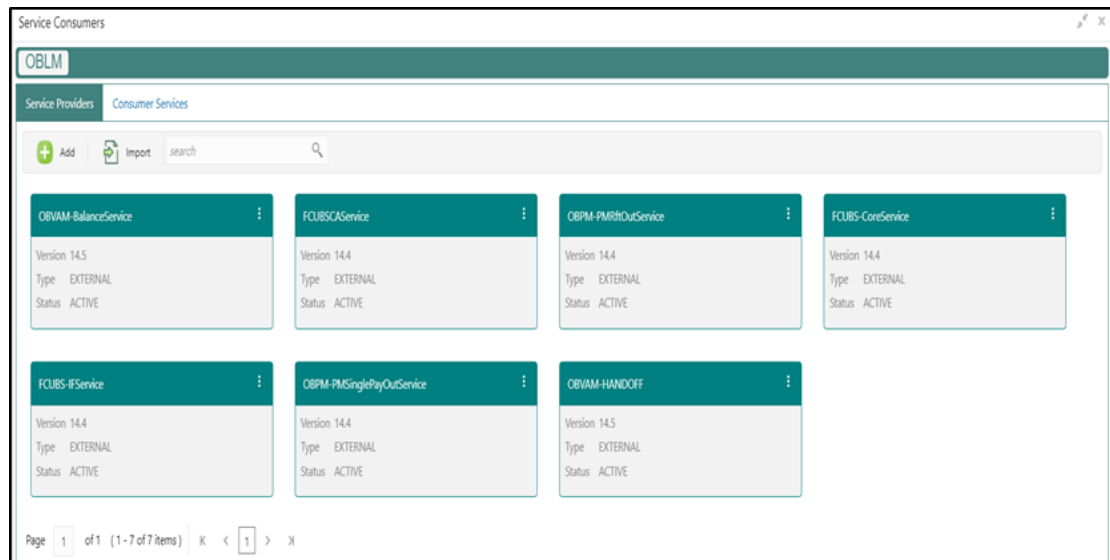 Service Consumers
OBLM
Service Providers Consumer Services
Add Import search
OBVAM-BalanceService FCUBSCAService OBPM-PMRftOutService FCUBS-CoreService
Version 14.5 Version 14.4 Version 14.4 Version 14.4
Type EXTERNAL Type EXTERNAL Type EXTERNAL Type EXTERNAL
Status ACTIVE Status ACTIVE Status ACTIVE Status ACTIVE
FCUBS-IFService OBPM-PMSinglePayOutService OBVAM-HANDOFF
Version 14.4 Version 14.4 Version 14.5
Type EXTERNAL Type EXTERNAL Type EXTERNAL
Status ACTIVE Status ACTIVE Status ACTIVE
Page 1 of 1 (1 - 7 of 7 items) 1